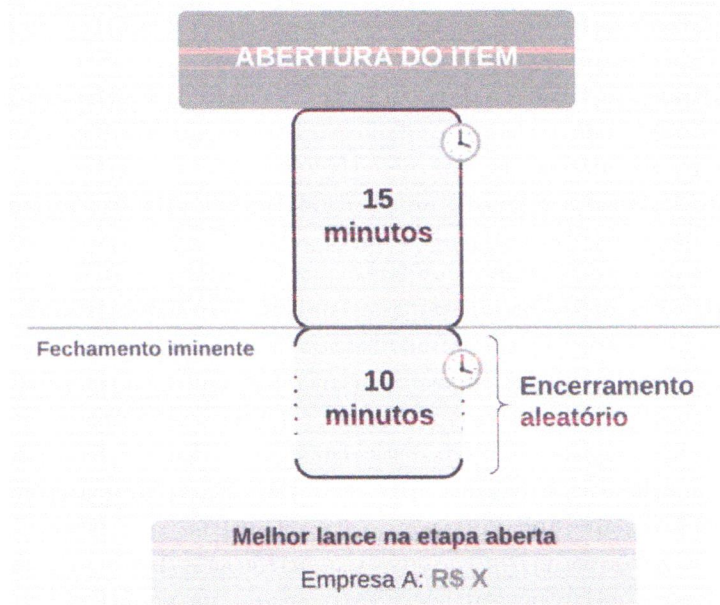 ABERTURA DO ITEM
15
minutos
Fechamento iminente
10
minutos
Encerramento
aleatório
Melhor lance na etapa aberta
Empresa A: R$ X